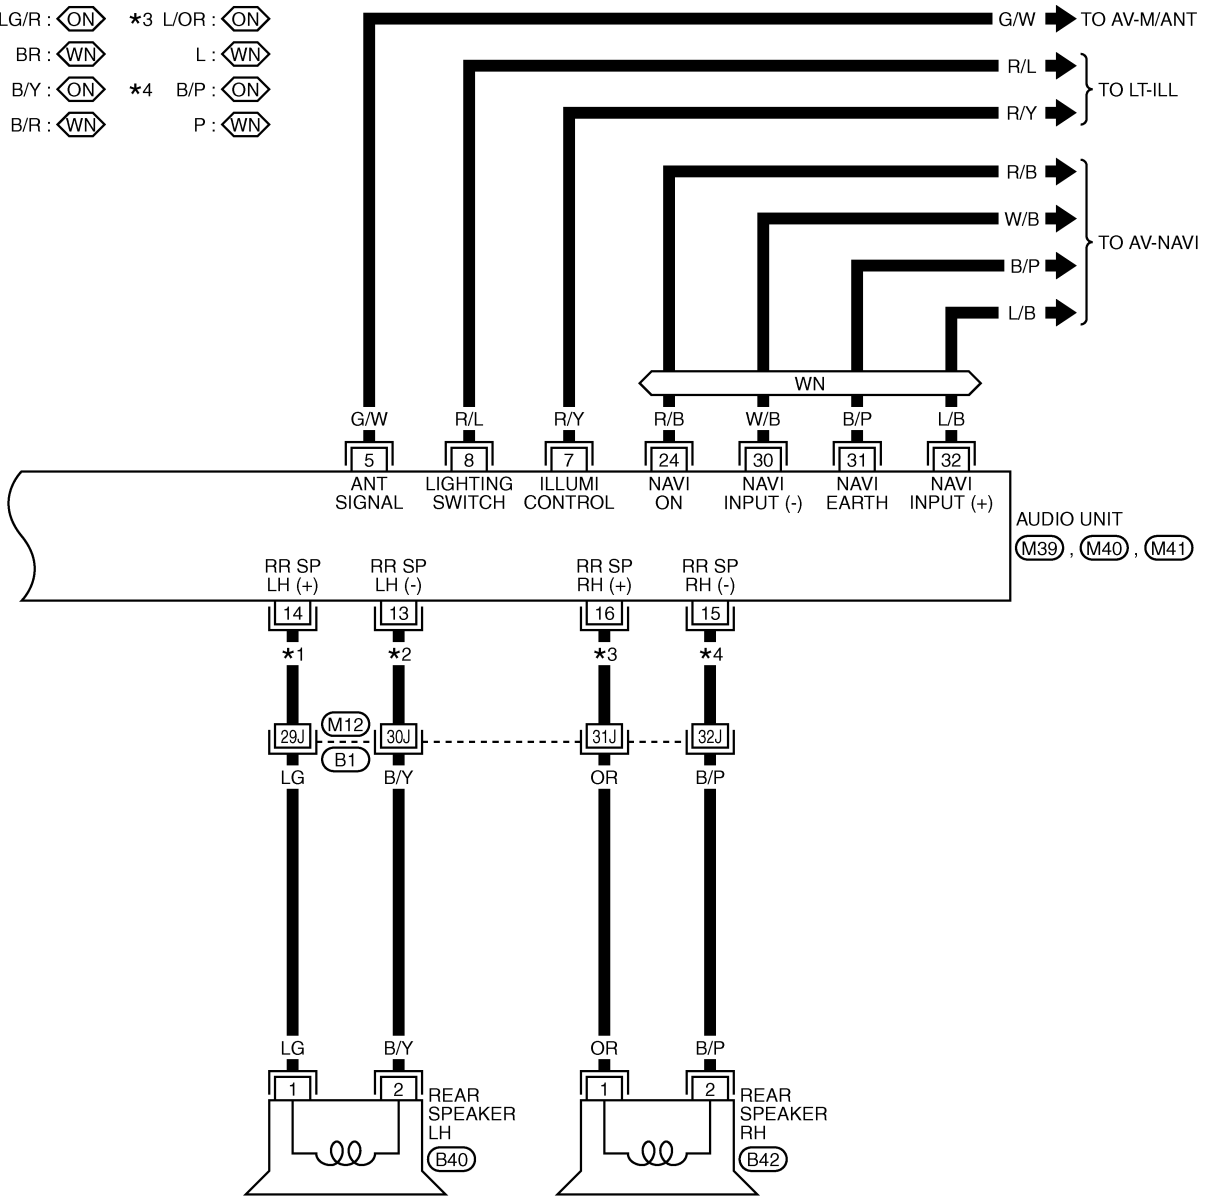 LG/R : ON *3 L/OR : ON
BR : WN L : WN
B/Y : ON *4 B/P : ON
B/R : WN P : WN
G/W TO AV-M/ANT
R/L
TO LT-ILL
R/Y
R/B
W/B
TO AV-NAVI
B/P
L/B
WN
G/W R/L R/Y R/B W/B B/P L/B
5 8 7 24 30 31 32
ANT SIGNAL
LIGHTING SWITCH
ILLUMI CONTROL
NAVI ON
NAVI INPUT (-)
NAVI EARTH
NAVI INPUT (+)
AUDIO UNIT
M39 , M40 , M41
RR SP LH (+)
RR SP LH (-)
RR SP RH (+)
RR SP RH (-)
14 13 16 15
*1 *2 *3 *4
M12
29J 30J 31J 32J
B1
LG B/Y OR B/P
LG B/Y OR B/P
1 2 1 2
REAR
SPEAKER
LH
B40
REAR
SPEAKER
RH
B42